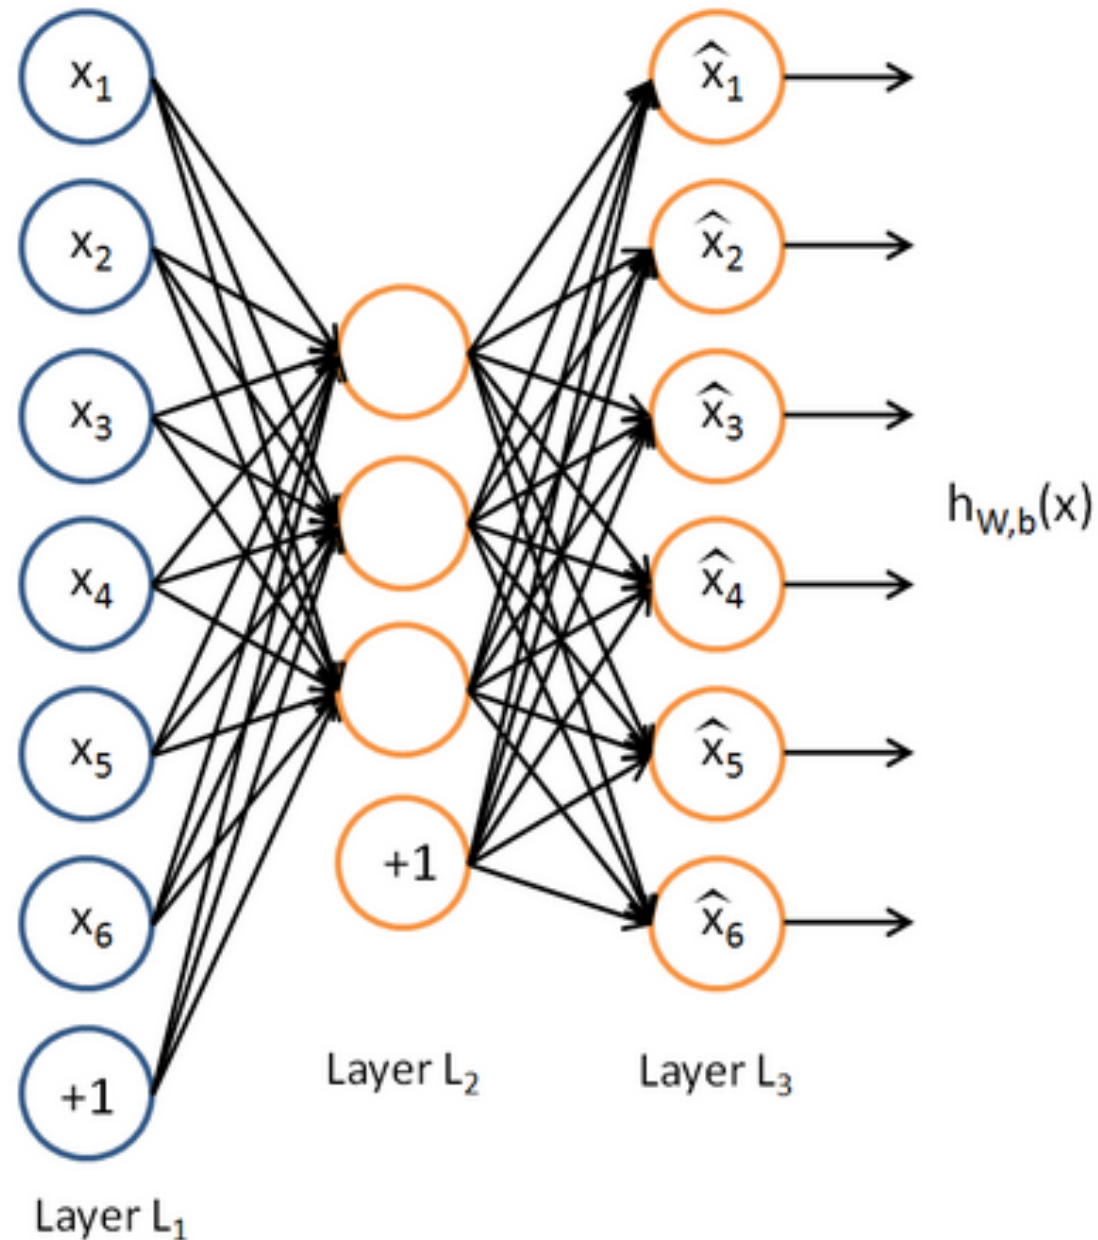 x₁
x₂
x₃
x₄
x₅
x₆
+1
Layer L₁
+1
Layer L₂
x̂₁
x̂₂
x̂₃
x̂₄
x̂₅
x̂₆
Layer L₃
h_W,b(x)